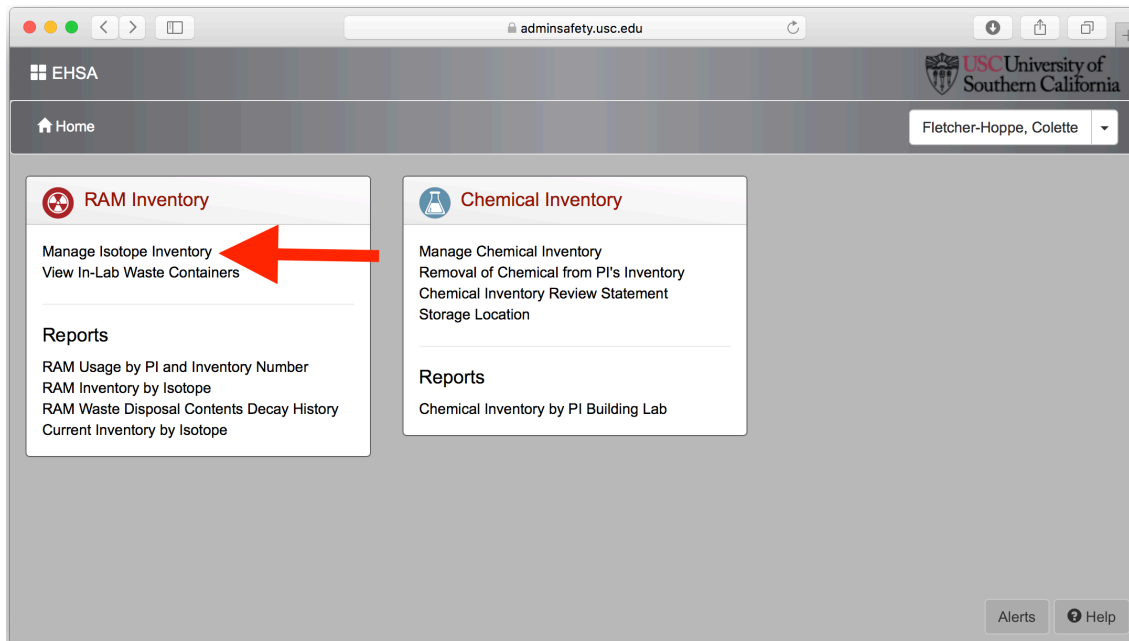 adminsafety.usc.edu
EHSA
USC University of
Southern California
Home
Fletcher-Hoppe, Colette
RAM Inventory
Manage Isotope Inventory
View In-Lab Waste Containers
Reports
RAM Usage by PI and Inventory Number
RAM Inventory by Isotope
RAM Waste Disposal Contents Decay History
Current Inventory by Isotope
Chemical Inventory
Manage Chemical Inventory
Removal of Chemical from PI's Inventory
Chemical Inventory Review Statement
Storage Location
Reports
Chemical Inventory by PI Building Lab
Alerts
Help